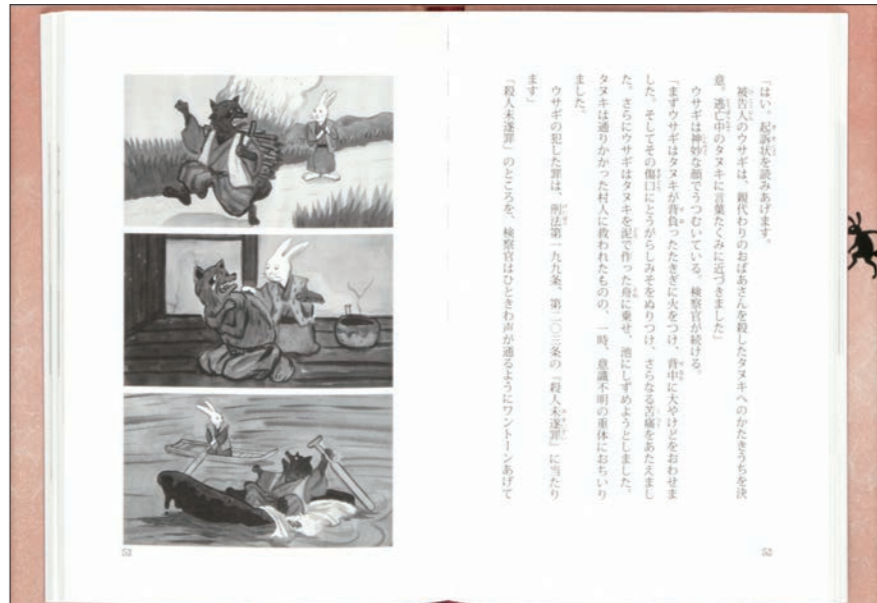 「はい。起訴状を読みあげます。
被告人のウサギは、親代わりのおばあさんを殺したタヌキへのかたきうちを決
意。逃亡中のタヌキに言葉たくみに近づきました」
ウサギは神妙な顔でうつむいている。検察官が続ける。
「まずウサギはタヌキが背負ったたきぎに火をつけ、背中に大やけどをおわせま
した。そしてその傷口にとうがらしみそをぬりつけ、さらなる苦痛をあたえまし
た。さらにウサギはタヌキを泥で作った舟に乗せ、池にしずめようとしました。
タヌキは通りかかった村人に救われたものの、一時、意識不明の重体におちいり
ました。
ウサギの犯した罪は、刑法第一九九条、第二〇三条の『殺人未遂罪』に当たり
ます」
『殺人未遂罪』のところを、検察官はひときわ声が通るようにワントーンあげて
52